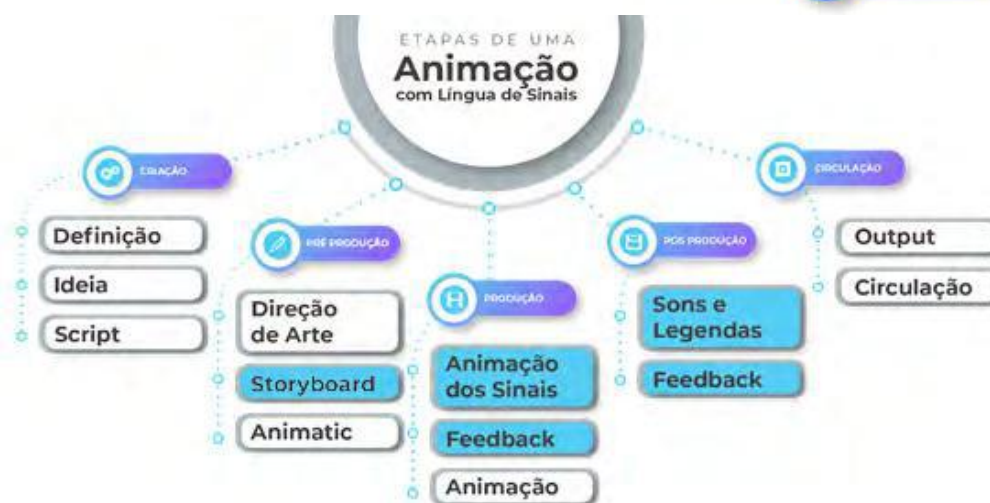 ETAPAS DE UMA
Animação
com Língua de Sinais
CRIAÇÃO
Definição
Ideia
Script
PRÉ PRODUÇÃO
Direção
de Arte
Storyboard
Animatic
PRODUÇÃO
Animação
dos Sinais
Feedback
Animação
PÓS PRODUÇÃO
Sons e
Legendas
Feedback
CIRCULAÇÃO
Output
Circulação